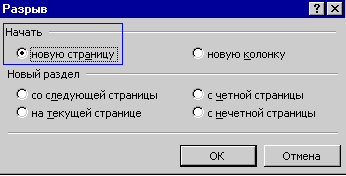 Разрыв
Начать
новую страницу
новую колонку
Новый раздел
со следующей страницы
с четной страницы
на текущей странице
с нечетной страницы
OK
Отмена